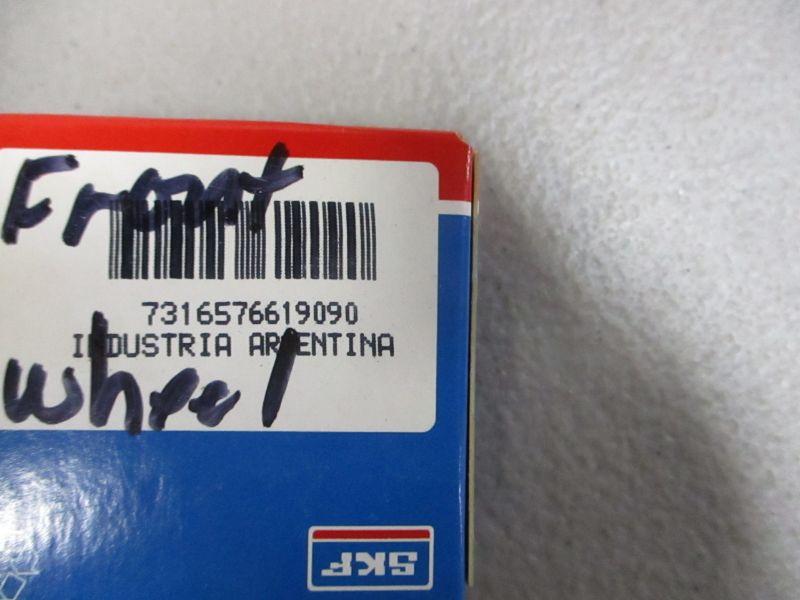 Front
7316576619090
INDUSTRIA ARGENTINA
wheel
SKF